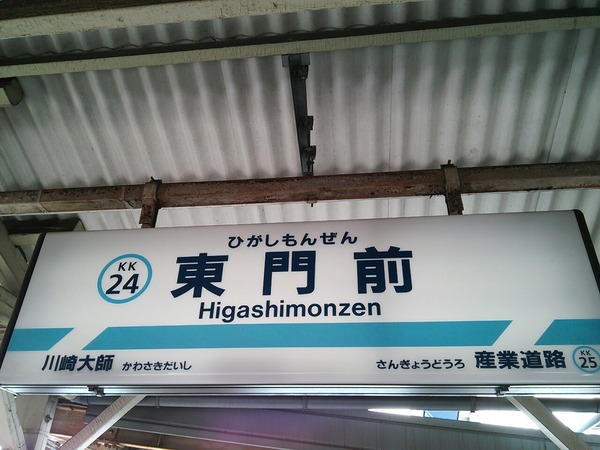 ひがしもんぜん
KK
24
東門前
Higashimonzen
川崎大師 かわさきだいし
さんぎょうどうろ 産業道路
KK
25